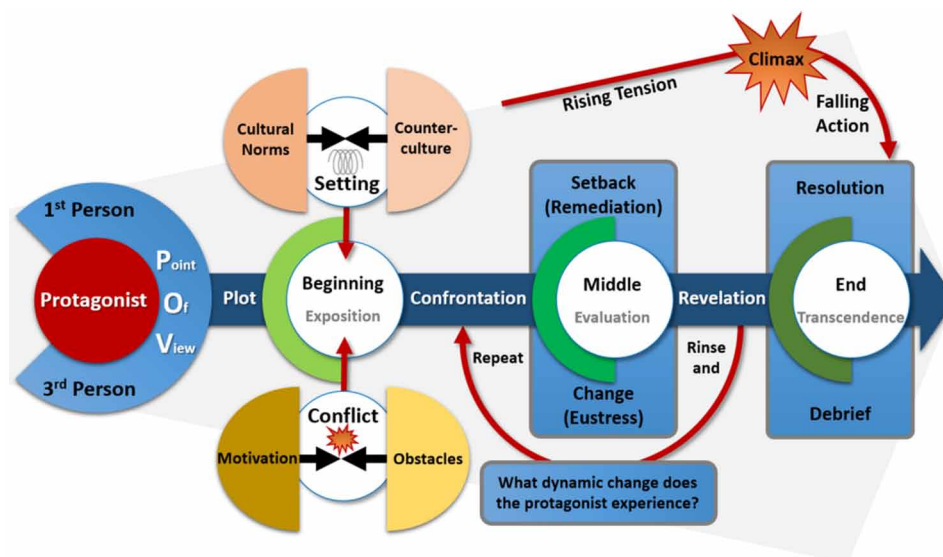 1st Person
Protagonist
Point
Of
View
3rd Person
Plot
Cultural
Norms
Counter-
culture
Setting
Beginning
Exposition
Conflict
Motivation
Obstacles
Confrontation
Repeat
Setback
(Remediation)
Middle
Evaluation
Change
(Eustress)
Revelation
Rinse
and
What dynamic change does
the protagonist experience?
Rising Tension
Climax
Falling
Action
Resolution
End
Transcendence
Debrief